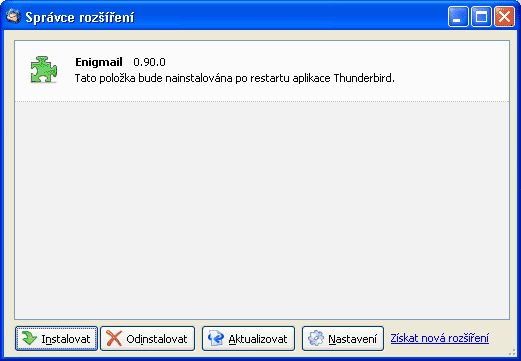 Správce rozšíření
Enigmail 0.90.0
Tato položka bude nainstalována po restartu aplikace Thunderbird.
Instalovat Odinstalovat Aktualizovat Nastavení Získat nová rozšíření